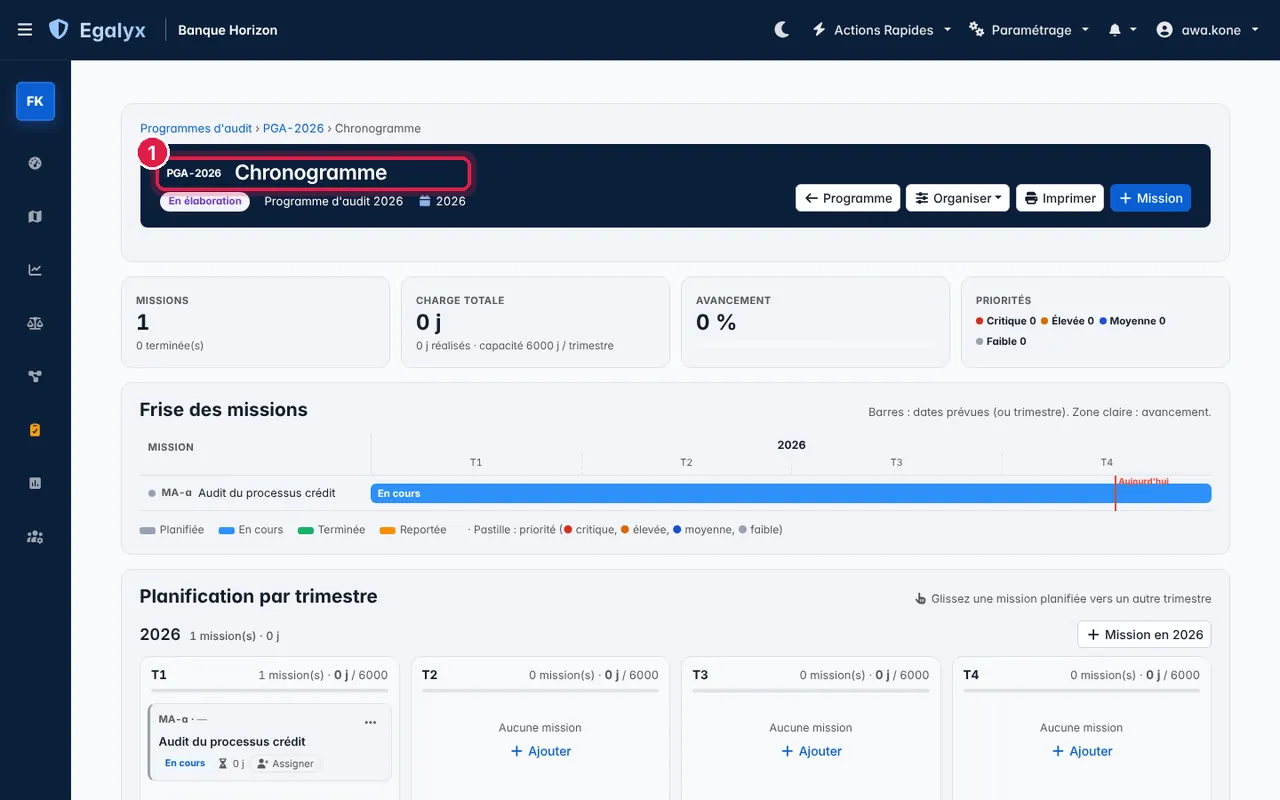 Egalyx
Banque Horizon
Actions Rapides
Paramétrage
awa.kone
FK
Programmes d'audit › PGA-2026 › Chronogramme
1
PGA-2026 Chronogramme
En élaboration Programme d'audit 2026 2026
Programme
Organiser
Imprimer
+ Mission
MISSIONS
1
0 terminée(s)
CHARGE TOTALE
0 j
0 j réalisés · capacité 6000 j / trimestre
AVANCEMENT
0 %
PRIORITÉS
Critique 0 Élevée 0 Moyenne 0
Faible 0
Frise des missions
Barres : dates prévues (ou trimestre). Zone claire : avancement.
MISSION
2026
T1 T2 T3 T4
Aujourd'hui
MA-a Audit du processus crédit
En cours
Planifiée En cours Terminée Reportée · Pastille : priorité ( critique, élevée, moyenne, faible)
Planification par trimestre
Glissez une mission planifiée vers un autre trimestre
2026 1 mission(s) · 0 j
+ Mission en 2026
T1 1 mission(s) · 0 j / 6000
MA-a · —
Audit du processus crédit
En cours 0 j Assigner
T2 0 mission(s) · 0 j / 6000
Aucune mission
+ Ajouter
T3 0 mission(s) · 0 j / 6000
Aucune mission
+ Ajouter
T4 0 mission(s) · 0 j / 6000
Aucune mission
+ Ajouter